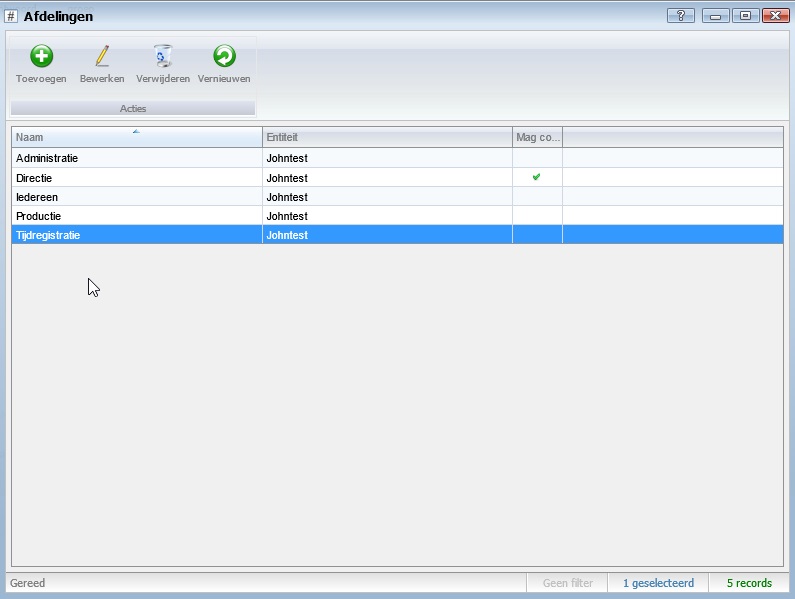 # Afdelingen
?
Toevoegen Bewerken Verwijderen Vernieuwen
Acties
Naam Entiteit Mag co...
Administratie Johntest
Directie Johntest
Iedereen Johntest
Productie Johntest
Tijdregistratie Johntest
Gereed Geen filter 1 geselecteerd 5 records